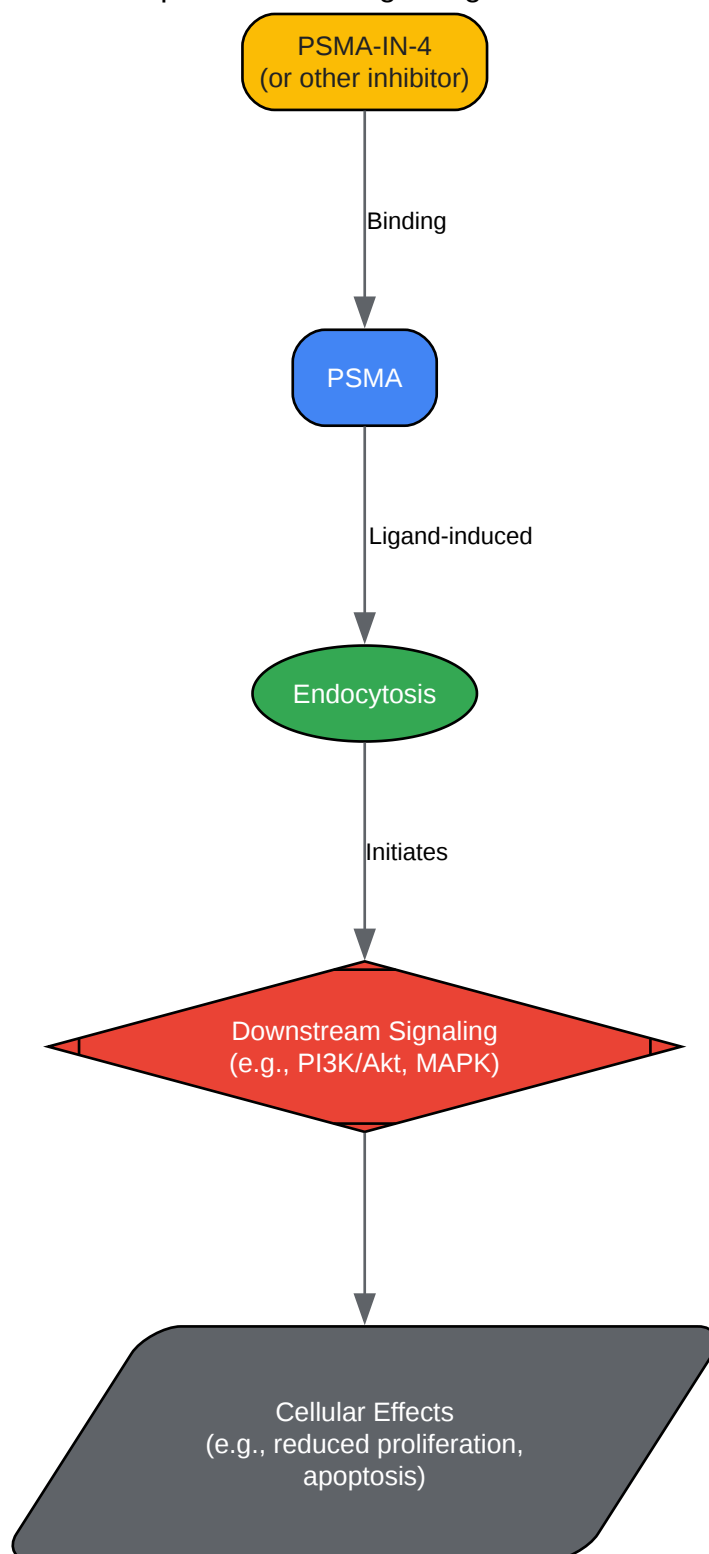 PSMA-IN-4
(or other inhibitor)
Binding
PSMA
Ligand-induced
Endocytosis
Initiates
Downstream Signaling
(e.g., PI3K/Akt, MAPK)
Cellular Effects
(e.g., reduced proliferation,
apoptosis)